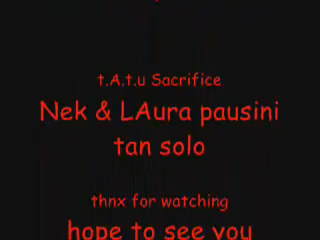 t.A.t.u Sacrifice
Nek & LAura pausini
tan solo
thnx for watching
hope to see you